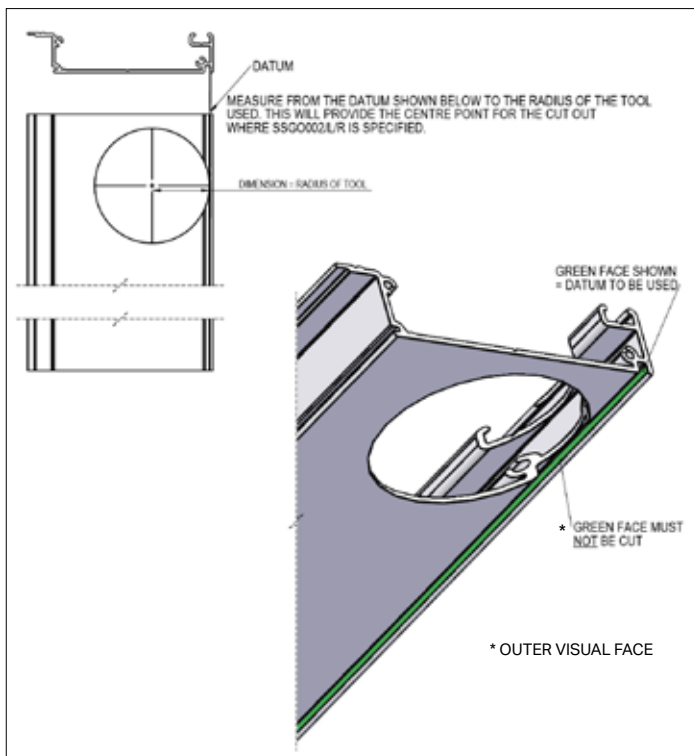 DATUM
MEASURE FROM THE DATUM SHOWN BELOW TO THE RADIUS OF THE TOOL
USED. THIS WILL PROVIDE THE CENTRE POINT FOR THE CUT OUT
WHERE SSGO002/L/R IS SPECIFIED.
DIMENSION = RADIUS OF TOOL
GREEN FACE SHOWN
= DATUM TO BE USED
* GREEN FACE MUST
NOT BE CUT
* OUTER VISUAL FACE